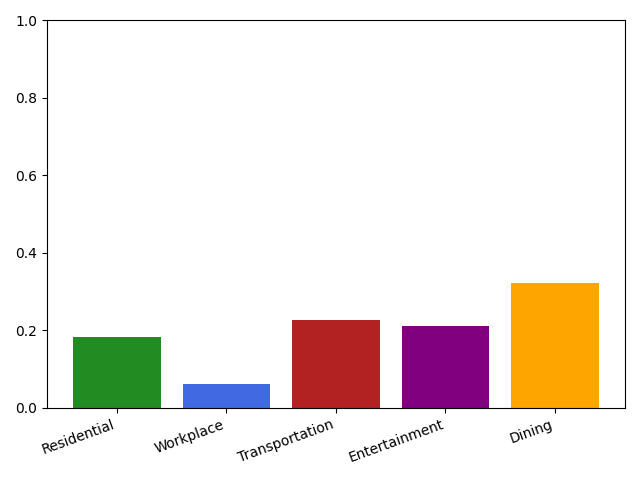 1.0
0.8
0.6
0.4
0.2
0.0
Residential
Workplace
Transportation
Entertainment
Dining